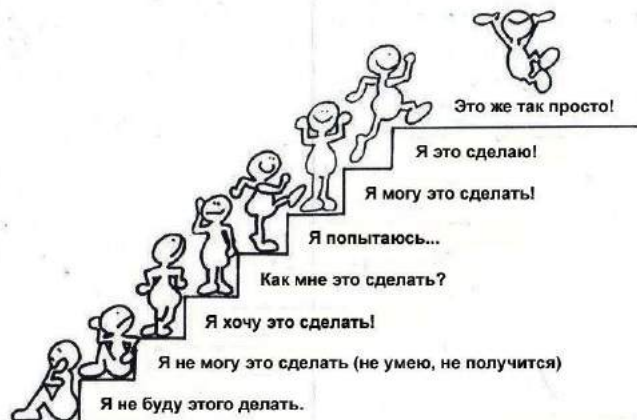 Это же так просто!
Я это сделаю!
Я могу это сделать!
Я попытаюсь...
Как мне это сделать?
Я хочу это сделать!
Я не могу это сделать (не умею, не получится)
Я не буду этого делать.